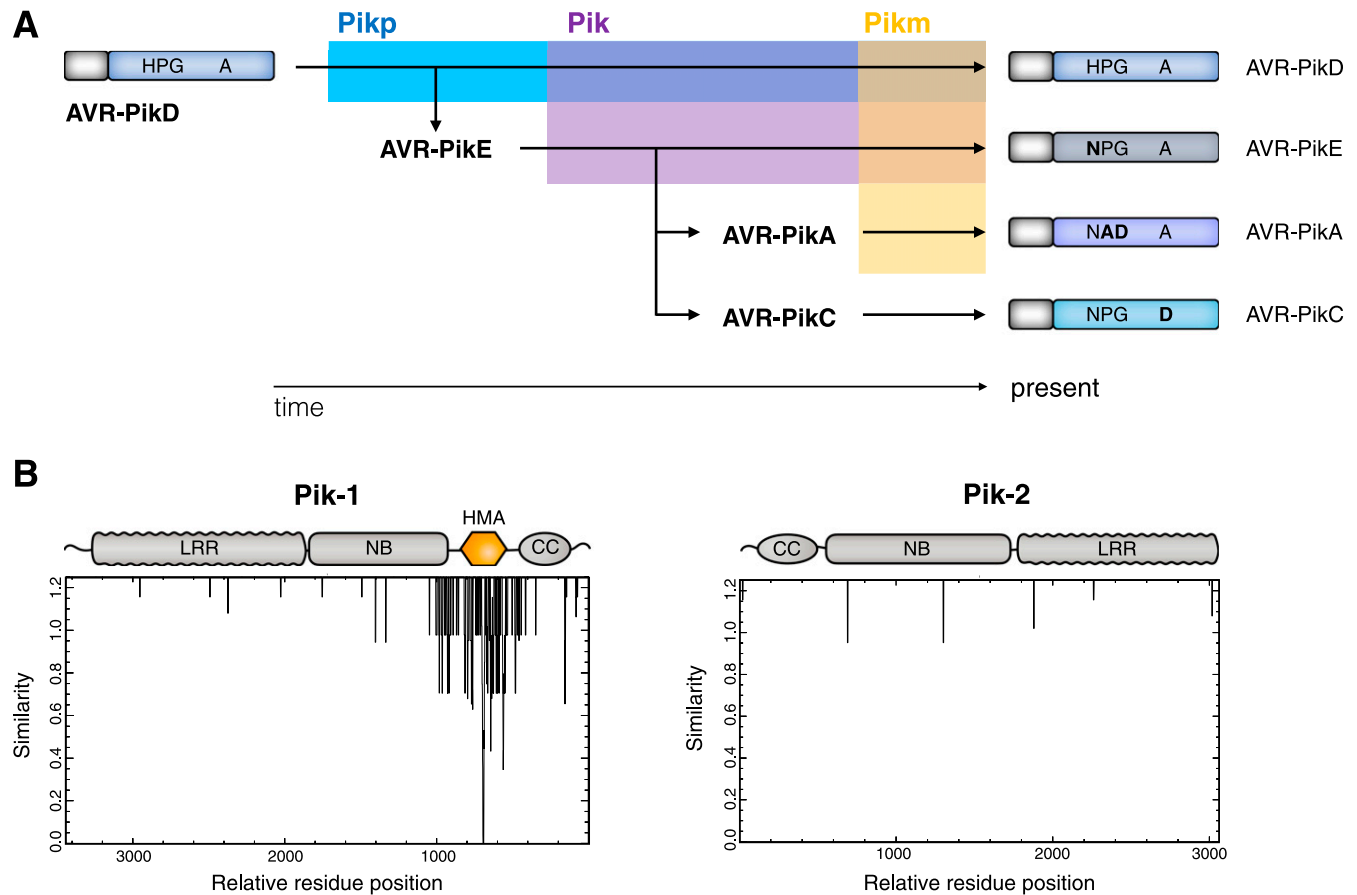 A
Pikp Pik Pikm
HPG A
HPG A
AVR-PikD
AVR-PikD
AVR-PikE
NPG A
AVR-PikE
AVR-PikA
NAD A
AVR-PikA
AVR-PikC
NPG D
AVR-PikC
time
present
B
Pik-1
LRR NB HMA CC
Similarity
0.0 0.2 0.4 0.6 0.8 1.0 1.2
3000 2000 1000
Relative residue position
Pik-2
CC NB LRR
Similarity
0.0 0.2 0.4 0.6 0.8 1.0 1.2
1000 2000 3000
Relative residue position